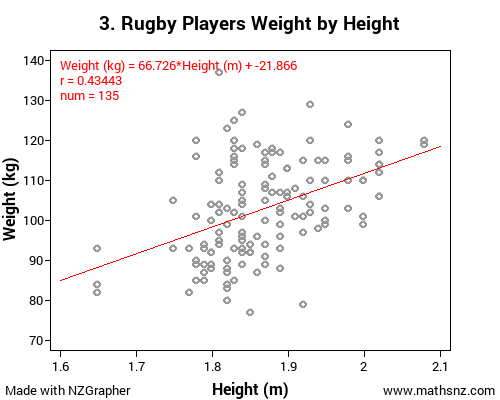 3. Rugby Players Weight by Height
Weight (kg) = 66.726*Height (m) + -21.866
r = 0.43443
num = 135
140
130
120
110
100
90
80
70
Weight (kg)
1.6 1.7 1.8 1.9 2 2.1
Made with NZGrapher Height (m) www.mathsnz.com